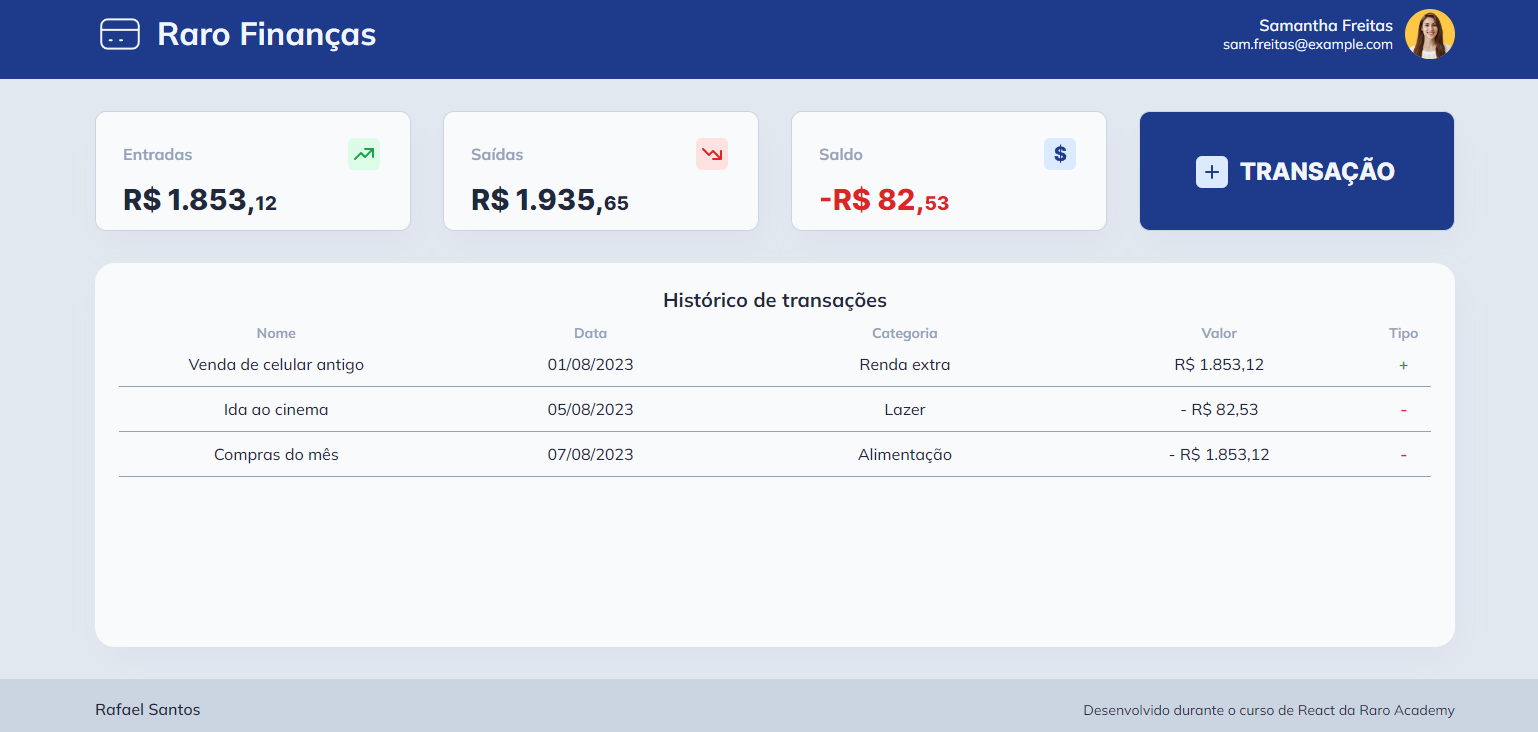 Raro Finanças
Samantha Freitas
sam.freitas@example.com
Entradas
R$ 1.853,12
Saídas
R$ 1.935,65
Saldo
$
-R$ 82,53
+ TRANSAÇÃO
Histórico de transações
Nome Data Categoria Valor Tipo
Venda de celular antigo 01/08/2023 Renda extra R$ 1.853,12 +
Ida ao cinema 05/08/2023 Lazer - R$ 82,53 -
Compras do mês 07/08/2023 Alimentação - R$ 1.853,12 -
Rafael Santos
Desenvolvido durante o curso de React da Raro Academy